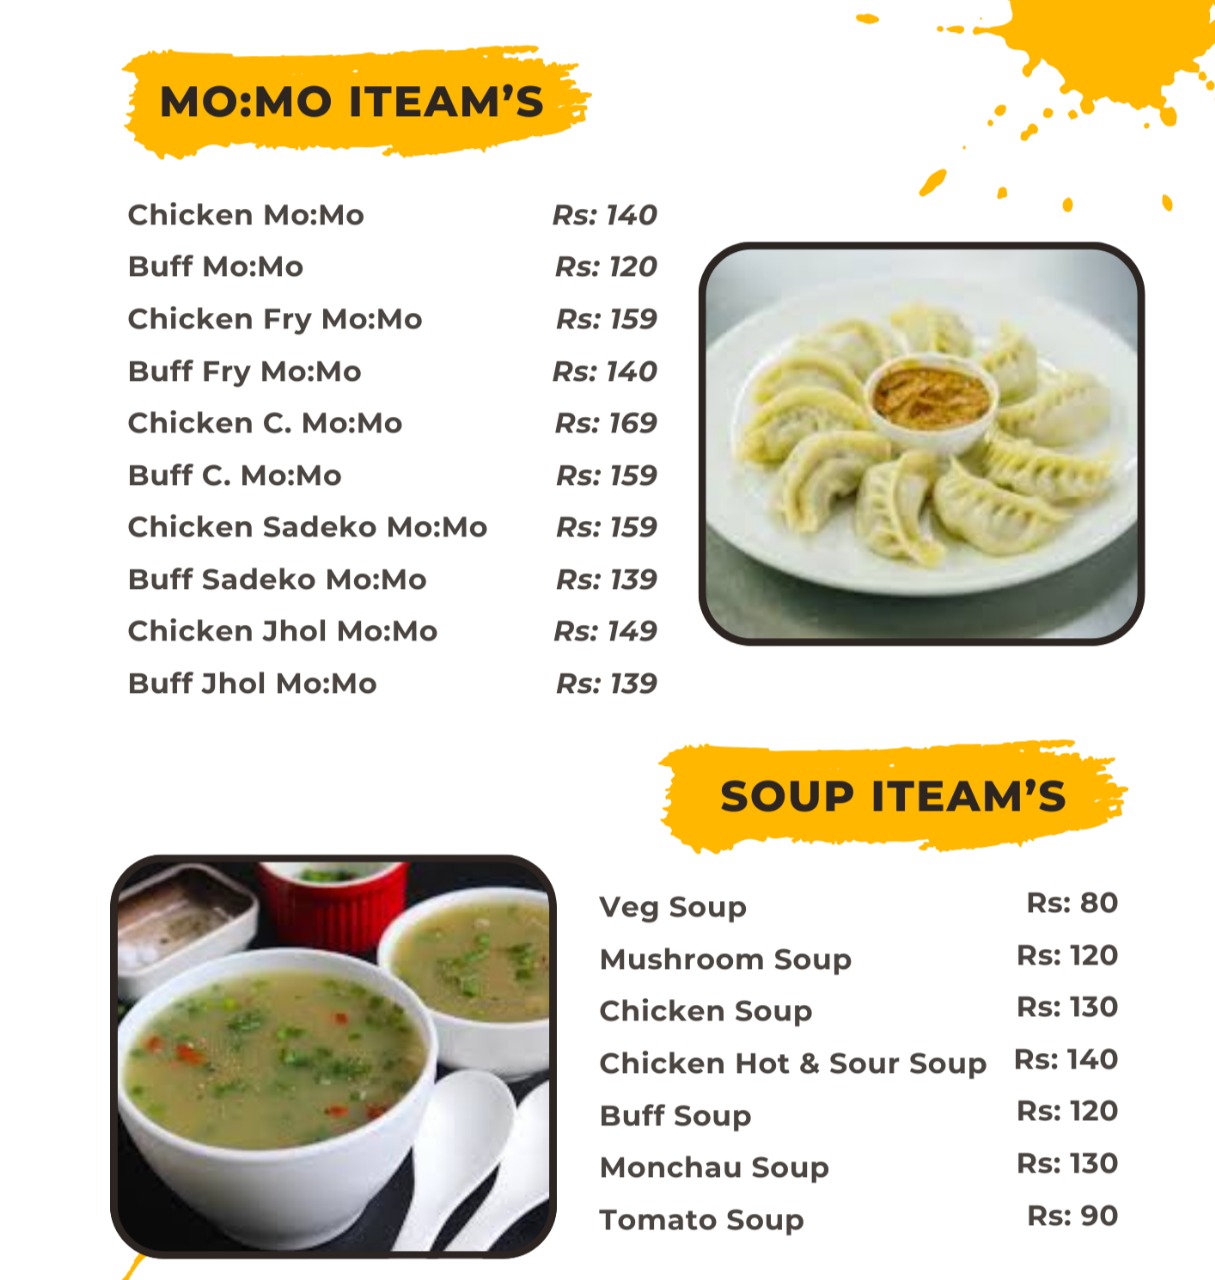 MO:MO ITEAM’S
Chicken Mo:Mo Rs: 140
Buff Mo:Mo Rs: 120
Chicken Fry Mo:Mo Rs: 159
Buff Fry Mo:Mo Rs: 140
Chicken C. Mo:Mo Rs: 169
Buff C. Mo:Mo Rs: 159
Chicken Sadeko Mo:Mo Rs: 159
Buff Sadeko Mo:Mo Rs: 139
Chicken Jhol Mo:Mo Rs: 149
Buff Jhol Mo:Mo Rs: 139
SOUP ITEAM’S
Veg Soup Rs: 80
Mushroom Soup Rs: 120
Chicken Soup Rs: 130
Chicken Hot & Sour Soup Rs: 140
Buff Soup Rs: 120
Monchau Soup Rs: 130
Tomato Soup Rs: 90